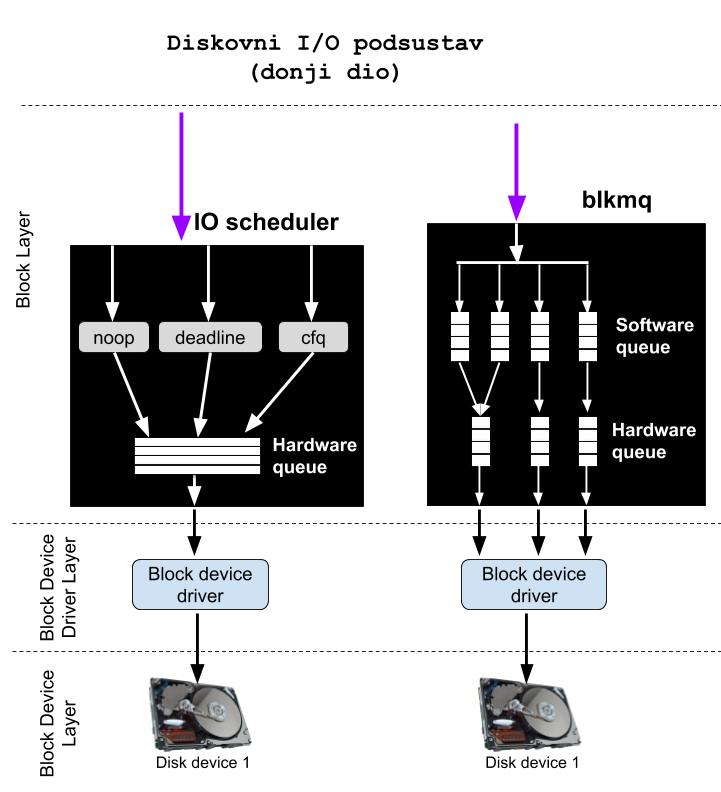 Diskovni I/O podsustav
(donji dio)
Block Layer
IO scheduler
noop
deadline
cfq
Hardware
queue
blkmq
Software
queue
Hardware
queue
Block Device
Driver Layer
Block device
driver
Block device
driver
Block Device
Layer
Disk device 1
Disk device 1